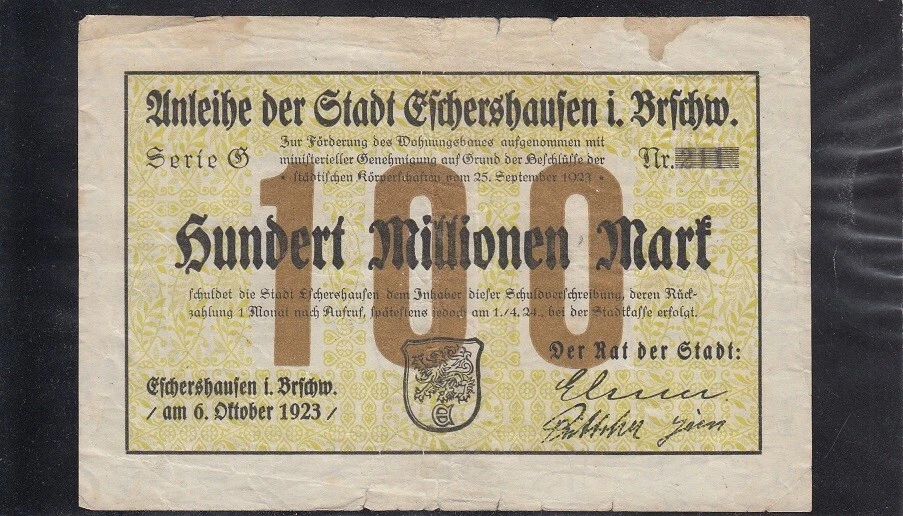 Anleihe der Stadt Eschershausen i. Brschw.
Zur Förderung des Wohnungsbaues aufgenommen mit
Serie G ministerieller Genehmigung auf Grund der Beschlüsse der Nr. 211
städtischen Körperschaften vom 25. September 1923
100
Hundert Millionen Mark
schuldet die Stadt Eschershausen dem Inhaber dieser Schuldverschreibung, deren Rück-
zahlung 1 Monat nach Aufruf, spätestens jedoch am 1./4. 24. bei der Stadtkasse erfolgt.
Der Rat der Stadt:
Eschershausen i. Brschw.
/ am 6. Oktober 1923 /